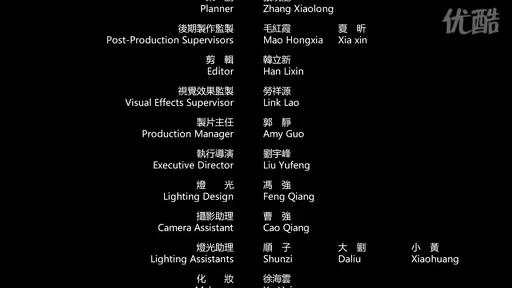 Planner Zhang Xiaolong
優酷
後期製作監製 毛紅霞 夏 昕
Post-Production Supervisors Mao Hongxia Xia xin
剪 輯 韓立新
Editor Han Lixin
視覺效果監製 勞祥源
Visual Effects Supervisor Link Lao
製片主任 郭 靜
Production Manager Amy Guo
執行導演 劉宇峰
Executive Director Liu Yufeng
燈 光 馮 強
Lighting Design Feng Qiang
攝影助理 曹 強
Camera Assistant Cao Qiang
燈光助理 順 子 大 劉 小 黃
Lighting Assistants Shunzi Daliu Xiaohuang
化 妝 徐海雲